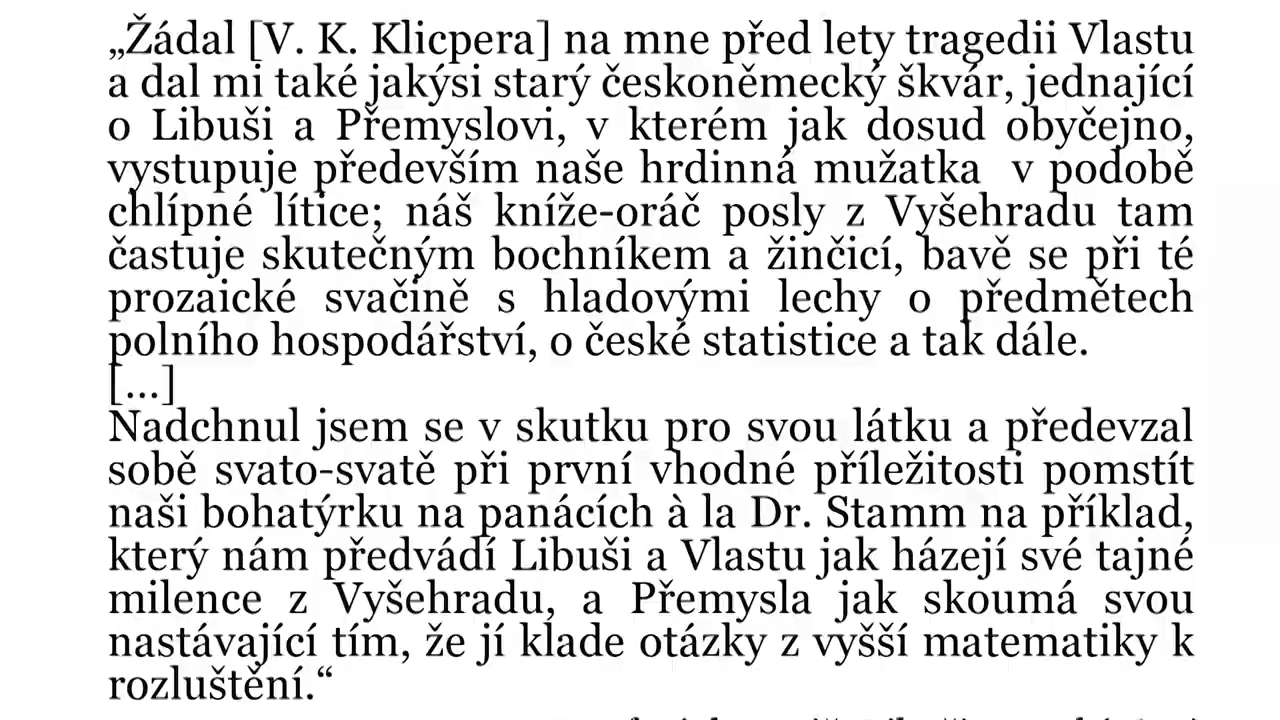 „Žádal [V. K. Klicpera] na mne před lety tragedii Vlastu
a dal mi také jakýsi starý českoněmecký škvár, jednající
o Libuši a Přemyslovi, v kterém jak dosud obyčejno,
vystupuje především naše hrdinná mužatka v podobě
chlípné lítice; náš kníže-oráč posly z Vyšehradu tam
častuje skutečným bochníkem a žinčicí, bavě se při té
prozaické svačině s hladovými lechy o předmětech
polního hospodářství, o české statistice a tak dále.
[...]
Nadchnul jsem se v skutku pro svou látku a předevzal
sobě svato-svatě při první vhodné příležitosti pomstít
naši bohatýrku na panácích à la Dr. Stamm na příklad,
který nám předvádí Libuši a Vlastu jak házejí své tajné
milence z Vyšehradu, a Přemysla jak skoumá svou
nastávající tím, že jí klade otázky z vyšší matematiky k
rozluštění.“